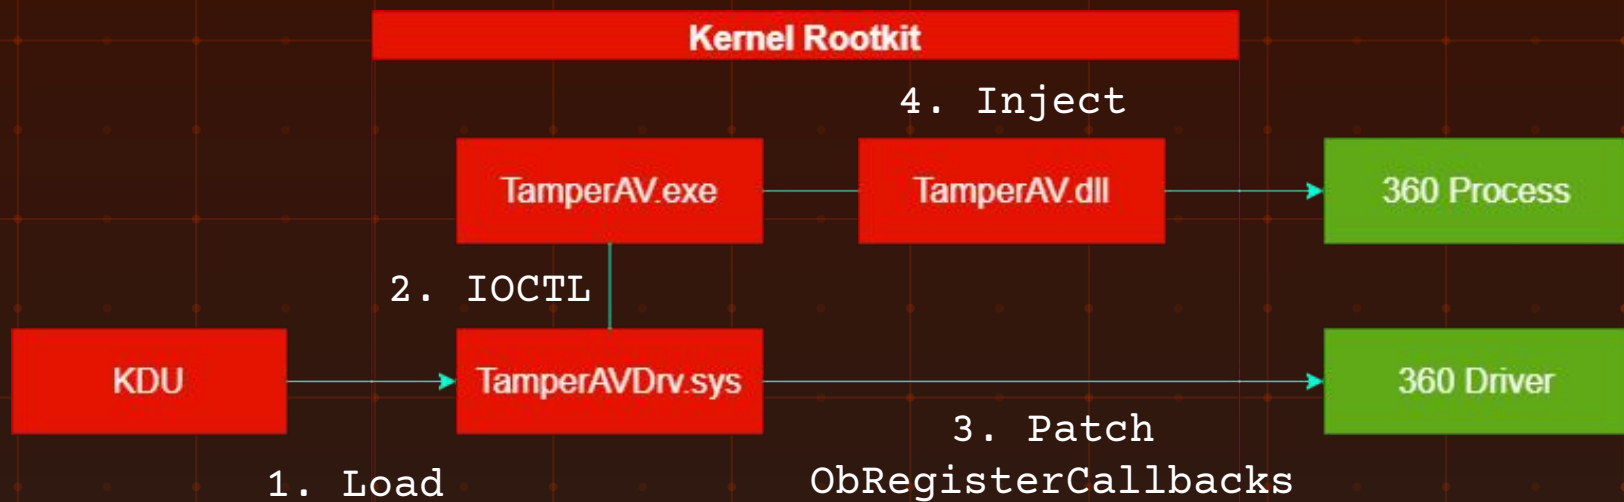 Kernel Rootkit
4. Inject
TamperAV.exe
TamperAV.dll
360 Process
2. IOCTL
KDU
TamperAVDrv.sys
360 Driver
3. Patch
ObRegisterCallbacks
1. Load